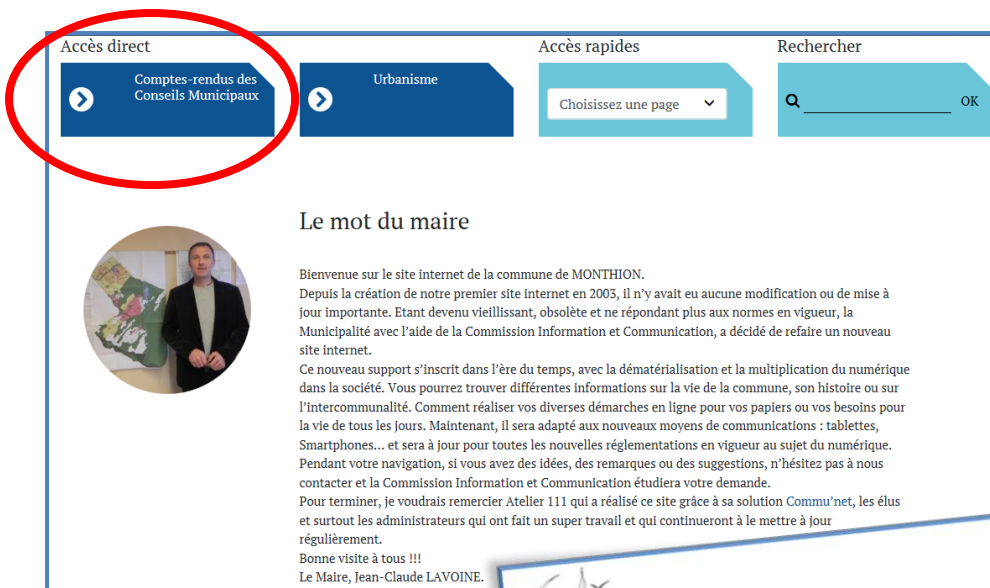 Accès direct
Accès rapides
Rechercher
Comptes-rendus des
Conseils Municipaux
Urbanisme
Choisissez une page
OK
Le mot du maire
Bienvenue sur le site internet de la commune de MONTHION.
Depuis la création de notre premier site internet en 2003, il n’y avait eu aucune modification ou de mise à
jour importante. Etant devenu vieillissant, obsolète et ne répondant plus aux normes en vigueur, la
Municipalité avec l’aide de la Commission Information et Communication, a décidé de refaire un nouveau
site internet.
Ce nouveau support s’inscrit dans l’ère du temps, avec la dématérialisation et la multiplication du numérique
dans la société. Vous pourrez trouver différentes informations sur la vie de la commune, son histoire ou sur
l’intercommunalité. Comment réaliser vos diverses démarches en ligne pour vos papiers ou vos besoins pour
la vie de tous les jours. Maintenant, il sera adapté aux nouveaux moyens de communications : tablettes,
Smartphones… et sera à jour pour toutes les nouvelles réglementations en vigueur au sujet du numérique.
Pendant votre navigation, si vous avez des idées, des remarques ou des suggestions, n’hésitez pas à nous
contacter et la Commission Information et Communication étudiera votre demande.
Pour terminer, je voudrais remercier Atelier 111 qui a réalisé ce site grâce à sa solution Commu’net, les élus
et surtout les administrateurs qui ont fait un super travail et qui continueront à le mettre à jour
régulièrement.
Bonne visite à tous !!!
Le Maire, Jean-Claude LAVOINE.